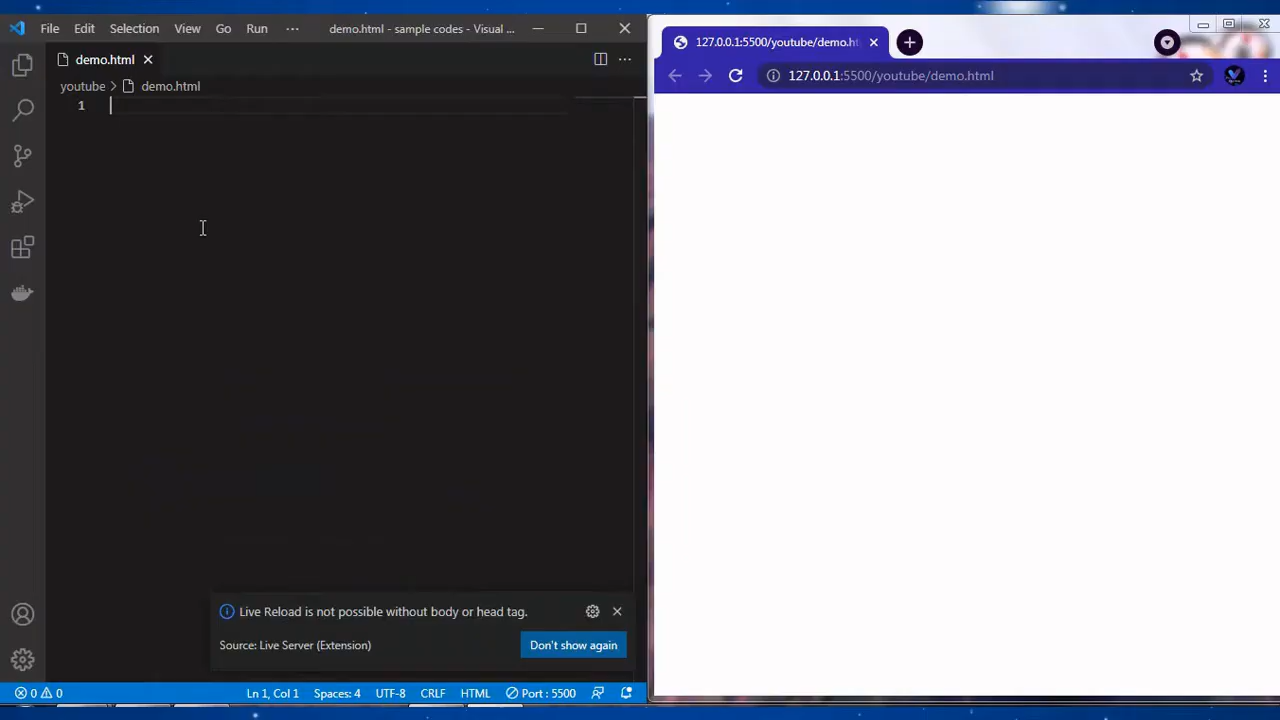 File Edit Selection View Go Run ··· demo.html - sample codes - Visual ...
demo.html
youtube > demo.html
1
Live Reload is not possible without body or head tag.
Source: Live Server (Extension)
Don't show again
0 0 Ln 1, Col 1 Spaces: 4 UTF-8 CRLF HTML Port : 5500
127.0.0.1:5500/youtube/demo.ht
127.0.0.1:5500/youtube/demo.html